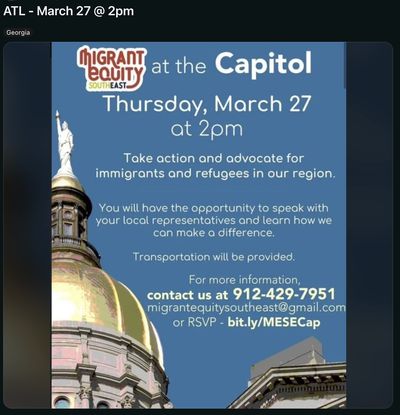 ATL - March 27 @ 2pm
Georgia
MIGRANT
EQUITY
SOUTHEAST
at the Capitol
Thursday, March 27
at 2pm
Take action and advocate for
immigrants and refugees in our region.
You will have the opportunity to speak with
your local representatives and learn how we
can make a difference.
Transportation will be provided.
For more information,
contact us at 912-429-7951
migrantequitysoutheast@gmail.com
or RSVP - bit.ly/MESECap